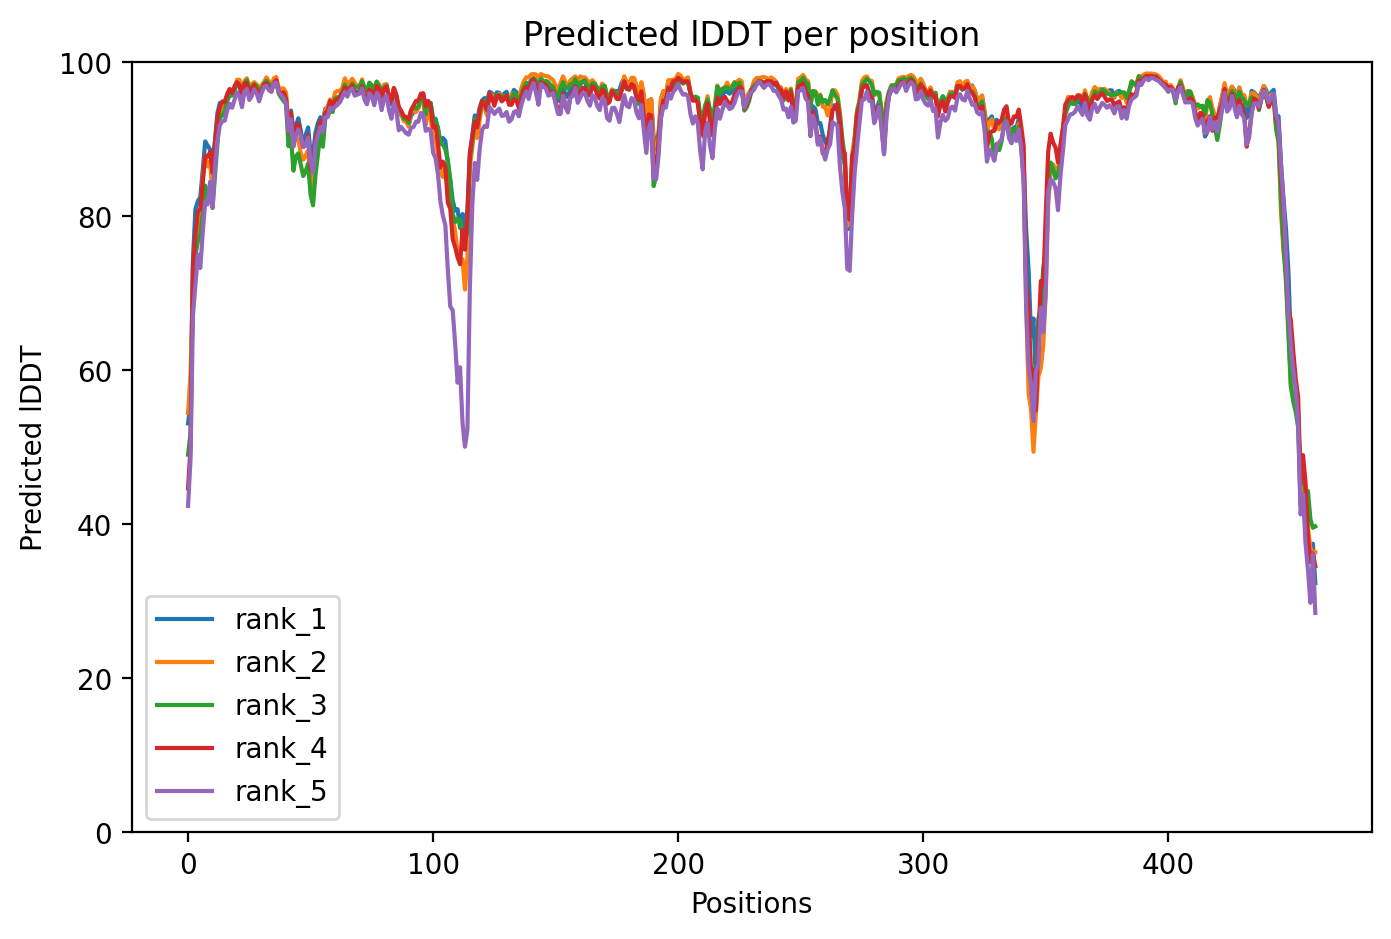 Predicted lDDT per position
Predicted lDDT
100
80
60
40
20
0
rank_1
rank_2
rank_3
rank_4
rank_5
0 100 200 300 400
Positions